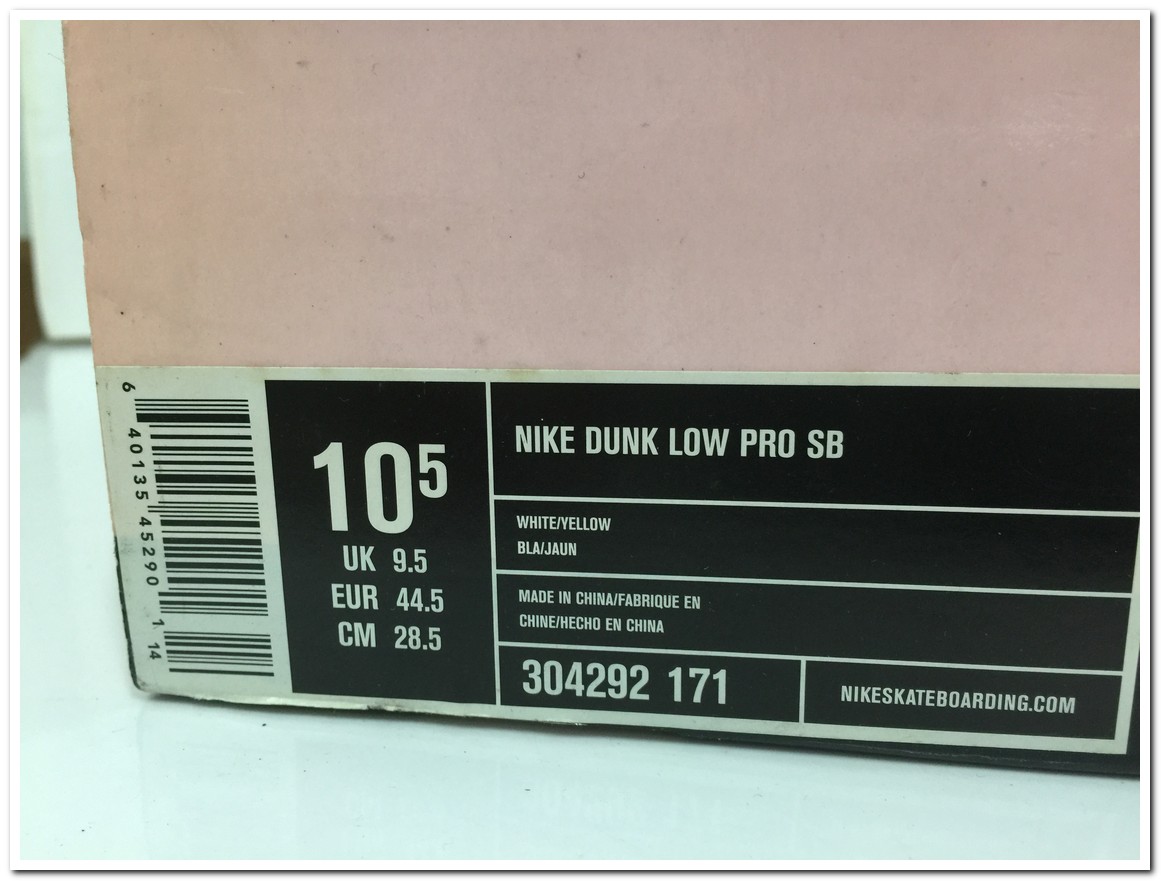 6 40135 45290 1 14
10 5
UK 9.5
EUR 44.5
CM 28.5
NIKE DUNK LOW PRO SB
WHITE/YELLOW
BLA/JAUN
MADE IN CHINA/FABRIQUE EN
CHINE/HECHO EN CHINA
304292 171
NIKESKATEBOARDING.COM